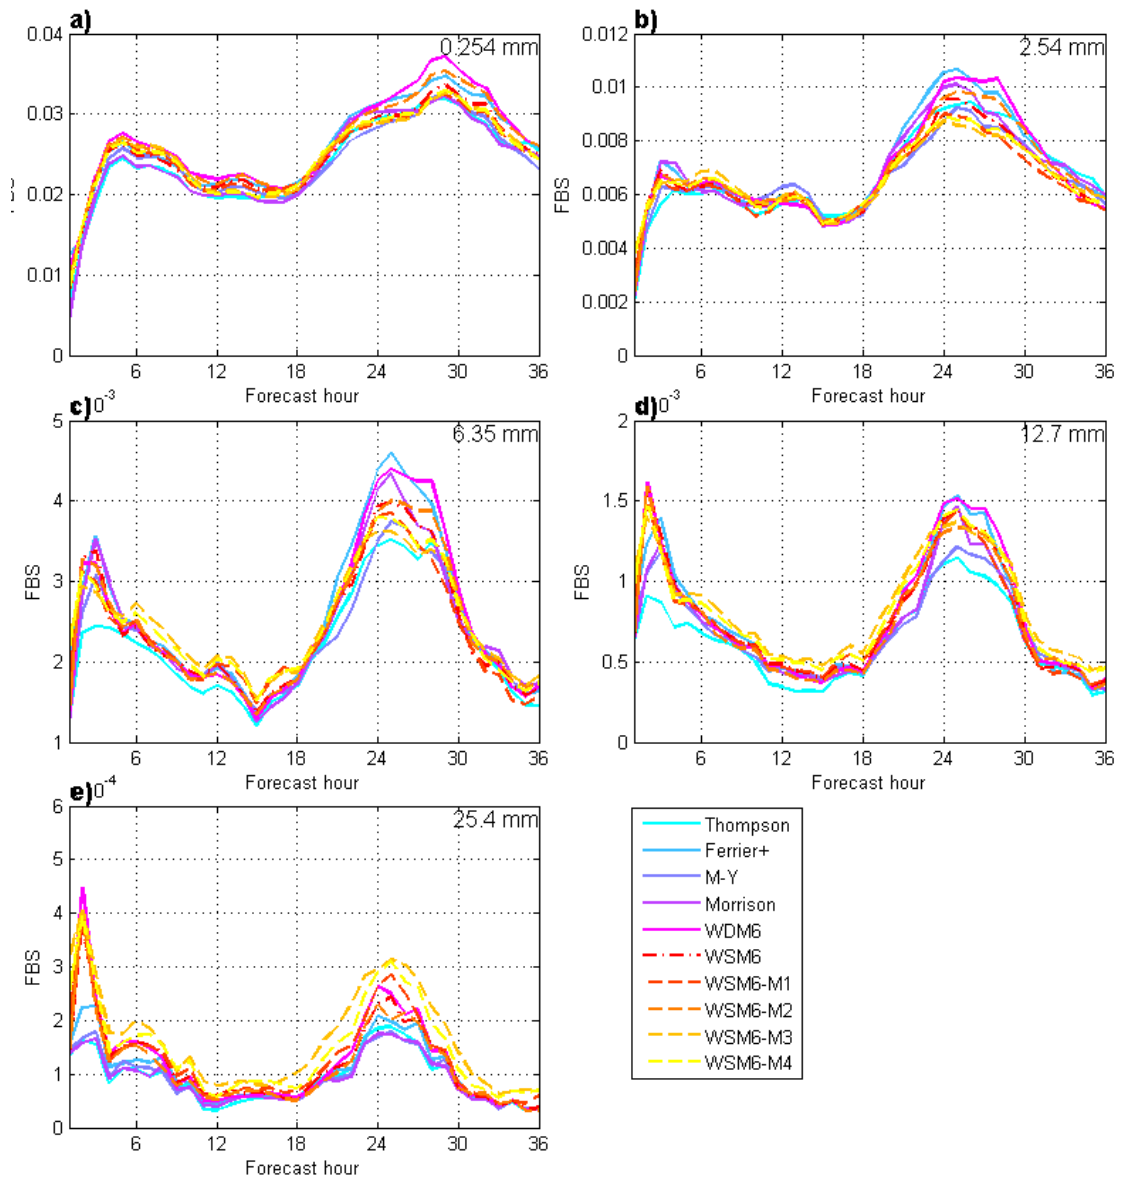 a)
0.254 mm
0.04
0.03
0.02
0.01
0
FBS
6 12 18 24 30 36
Forecast hour
b)
2.54 mm
0.012
0.01
0.008
0.006
0.004
0.002
0
FBS
6 12 18 24 30 36
Forecast hour
c) 0-3
6.35 mm
5
4
3
2
1
FBS
6 12 18 24 30 36
Forecast hour
d) 0-3
12.7 mm
2
1.5
1
0.5
0
FBS
6 12 18 24 30 36
Forecast hour
e) 0-4
25.4 mm
6
5
4
3
2
1
0
FBS
6 12 18 24 30 36
Forecast hour
Thompson
Ferrier+
M-Y
Morrison
WDM6
WSM6
WSM6-M1
WSM6-M2
WSM6-M3
WSM6-M4